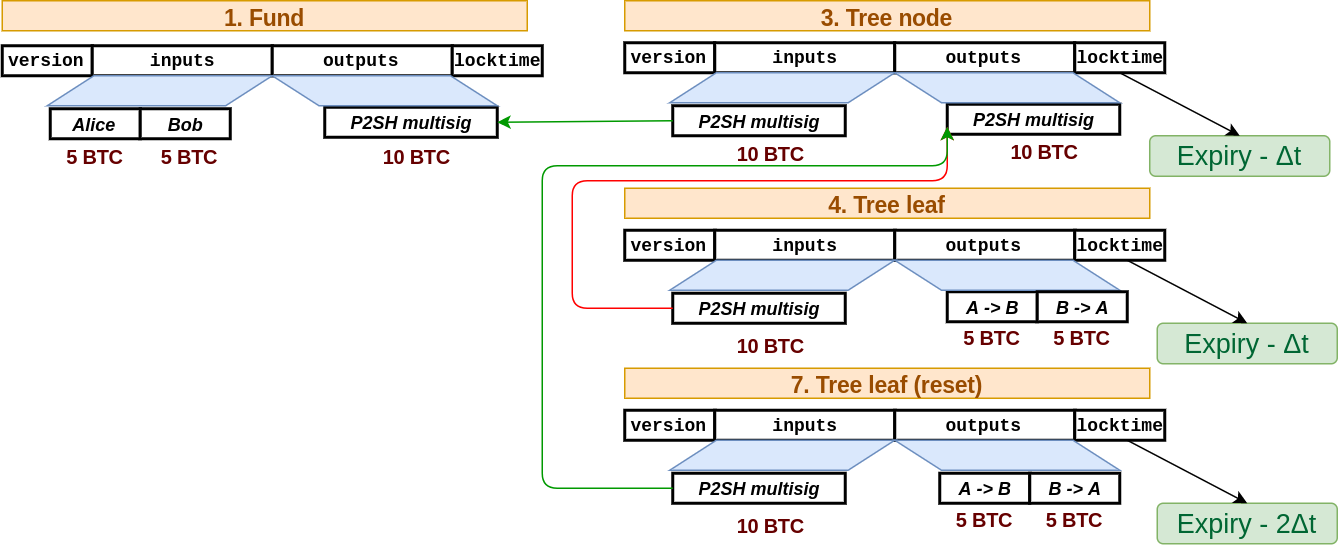 1. Fund
version inputs outputs locktime
Alice Bob P2SH multisig
5 BTC 5 BTC 10 BTC
3. Tree node
version inputs outputs locktime
P2SH multisig P2SH multisig
10 BTC 10 BTC
Expiry - Δt
4. Tree leaf
version inputs outputs locktime
P2SH multisig A -> B B -> A
10 BTC 5 BTC 5 BTC
Expiry - Δt
7. Tree leaf (reset)
version inputs outputs locktime
P2SH multisig A -> B B -> A
10 BTC 5 BTC 5 BTC
Expiry - 2Δt